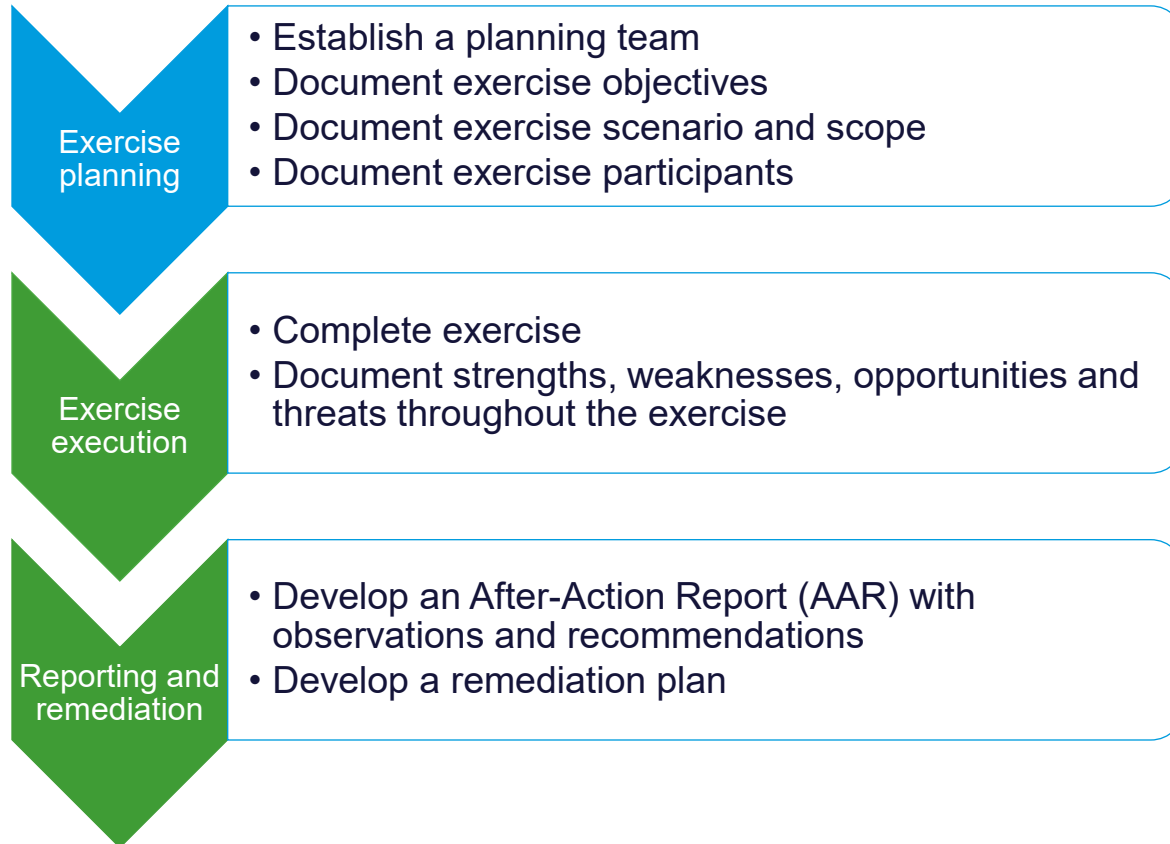 Exercise
planning
• Establish a planning team
• Document exercise objectives
• Document exercise scenario and scope
• Document exercise participants
Exercise
execution
• Complete exercise
• Document strengths, weaknesses, opportunities and
threats throughout the exercise
Reporting and
remediation
• Develop an After-Action Report (AAR) with
observations and recommendations
• Develop a remediation plan